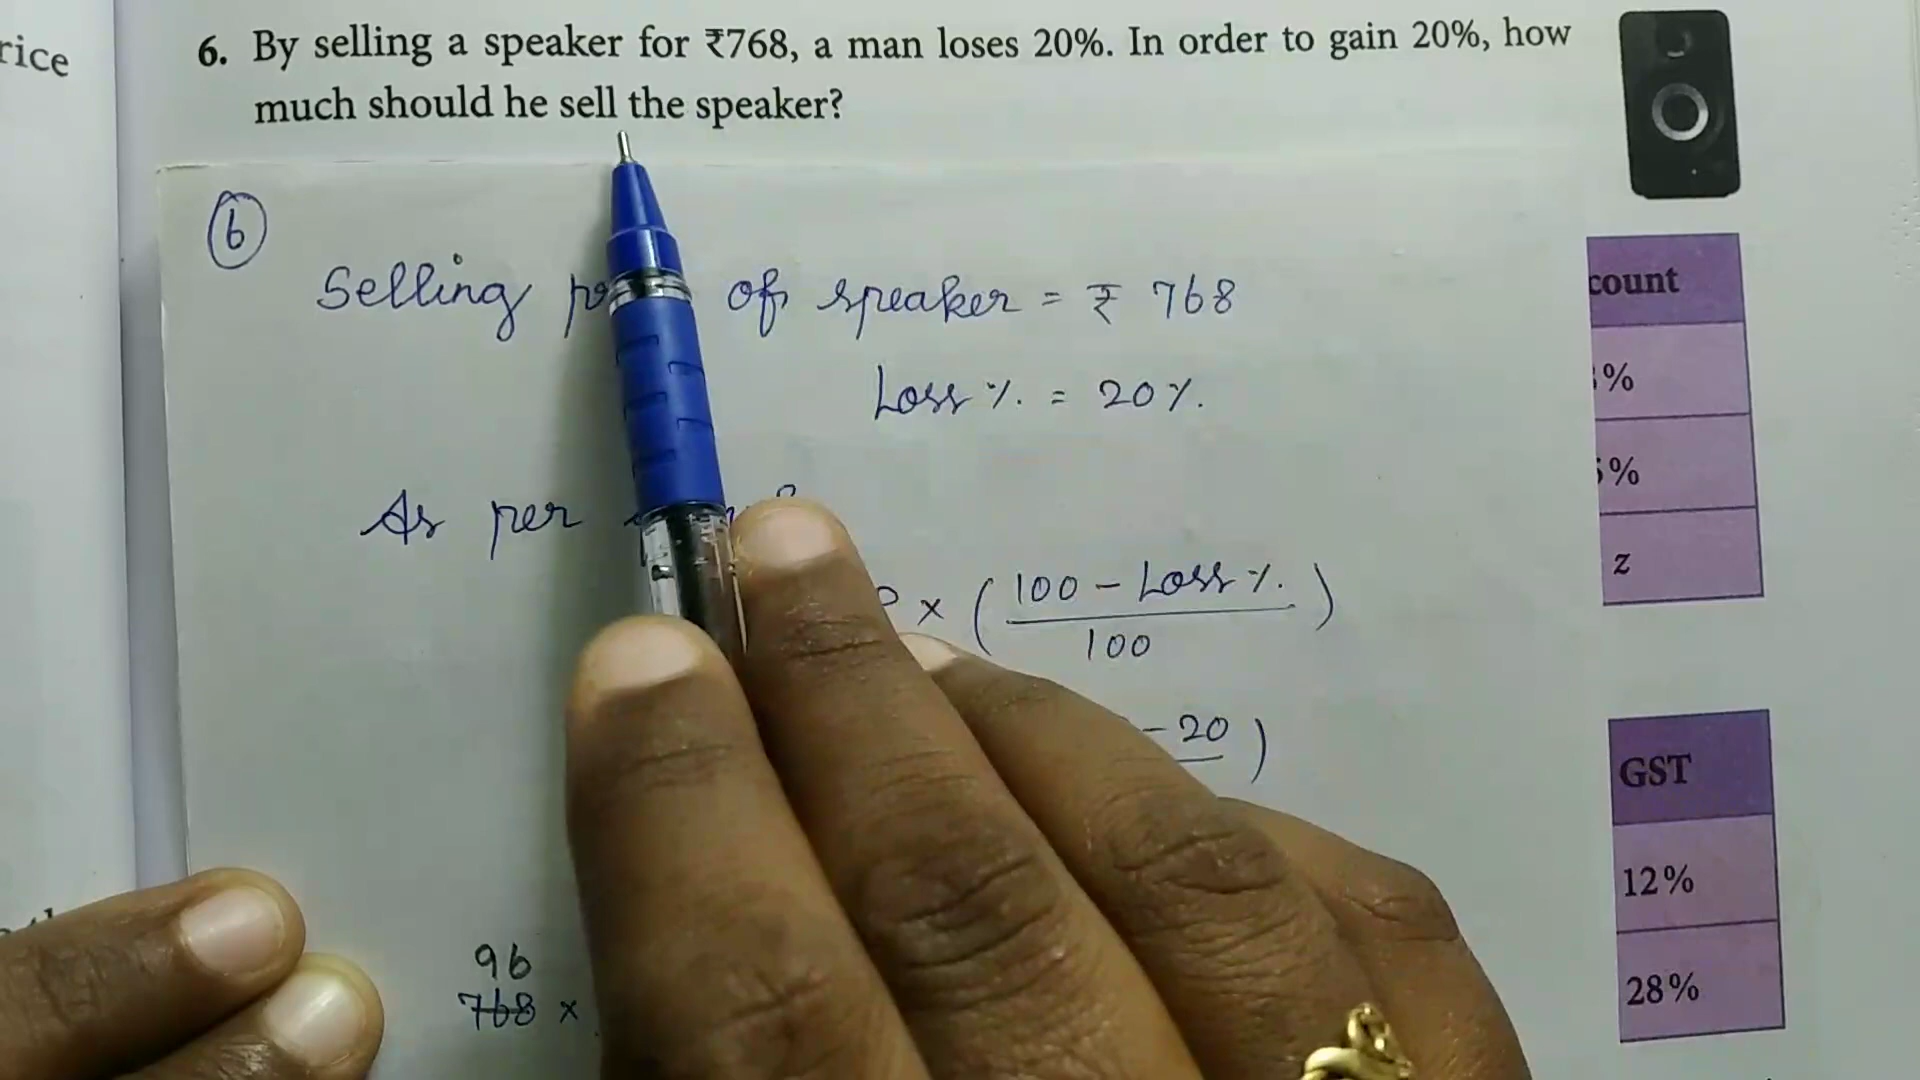 rice
6. By selling a speaker for ₹768, a man loses 20%. In order to gain 20%, how
much should he sell the speaker?
6
Selling of speaker = ₹ 768
Loss % = 20%.
As per
× ( 100 - Loss %. / 100 )
- 20 )
96
768 ×
count
%
%
z
GST
12%
28%